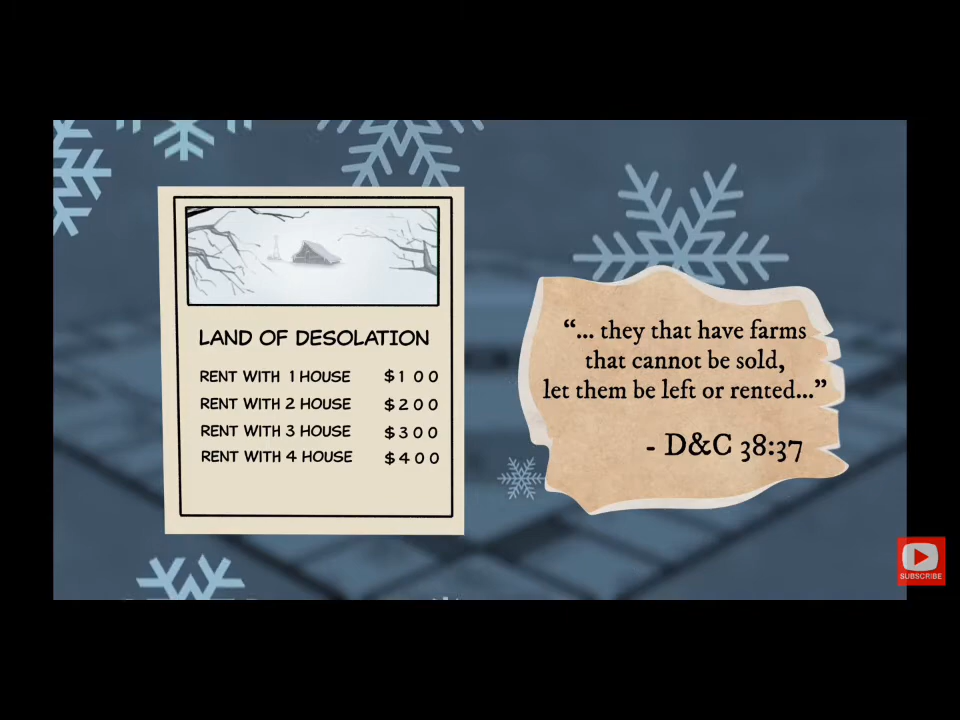 LAND OF DESOLATION
RENT WITH 1 HOUSE $100
RENT WITH 2 HOUSE $200
RENT WITH 3 HOUSE $300
RENT WITH 4 HOUSE $400
“... they that have farms
that cannot be sold,
let them be left or rented...”
- D&C 38:37
SUBSCRIBE